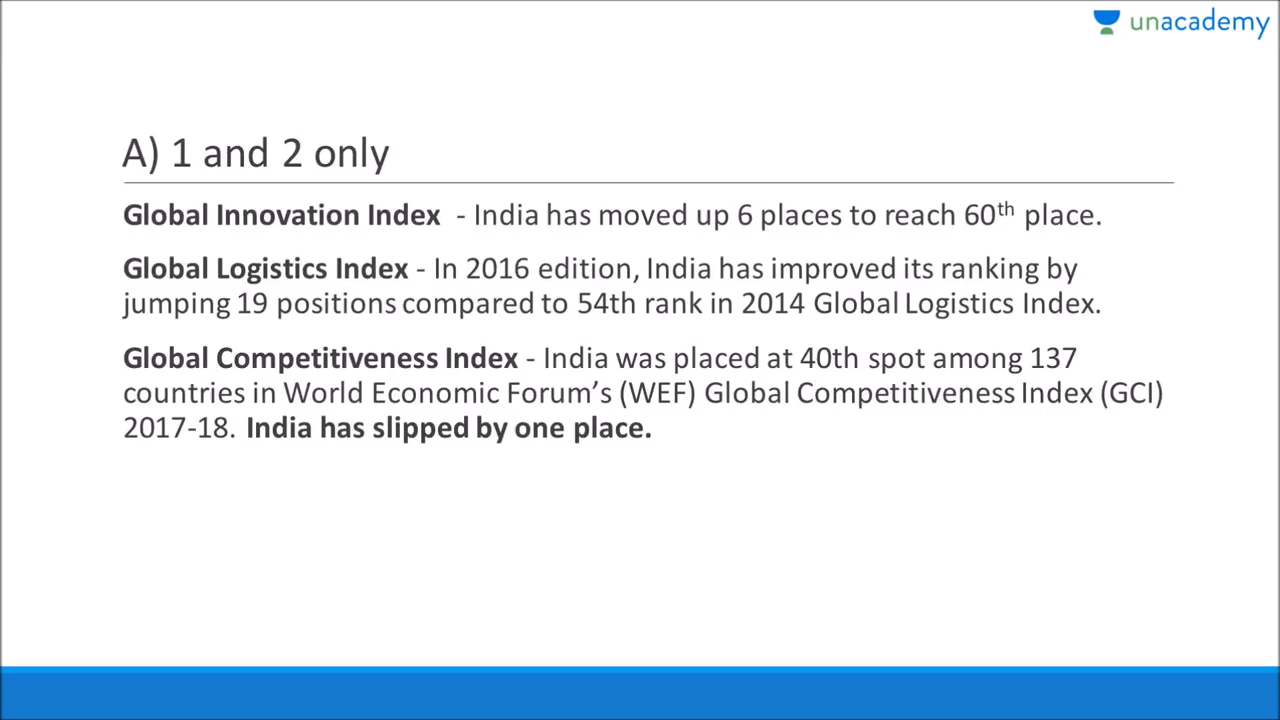 unacademy
A) 1 and 2 only
Global Innovation Index - India has moved up 6 places to reach 60th place.
Global Logistics Index - In 2016 edition, India has improved its ranking by
jumping 19 positions compared to 54th rank in 2014 Global Logistics Index.
Global Competitiveness Index - India was placed at 40th spot among 137
countries in World Economic Forum’s (WEF) Global Competitiveness Index (GCI)
2017-18. India has slipped by one place.